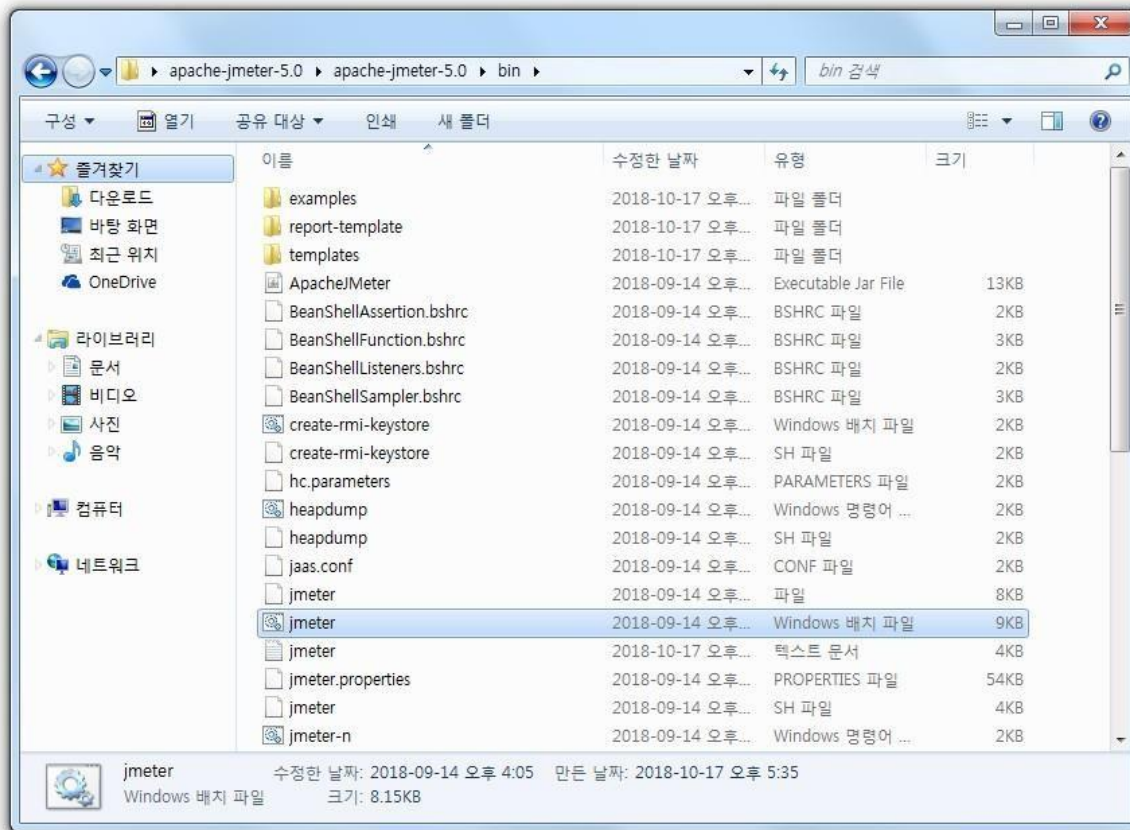 apache-jmeter-5.0 ▸ apache-jmeter-5.0 ▸ bin ▸ bin 검색
구성 열기 공유 대상 인쇄 새 폴더
즐겨찾기
다운로드
바탕 화면
최근 위치
OneDrive
라이브러리
문서
비디오
사진
음악
컴퓨터
네트워크
이름 수정한 날짜 유형 크기
examples 2018-10-17 오후... 파일 폴더
report-template 2018-10-17 오후... 파일 폴더
templates 2018-10-17 오후... 파일 폴더
ApacheJMeter 2018-09-14 오후... Executable Jar File 13KB
BeanShellAssertion.bshrc 2018-09-14 오후... BSHRC 파일 2KB
BeanShellFunction.bshrc 2018-09-14 오후... BSHRC 파일 3KB
BeanShellListeners.bshrc 2018-09-14 오후... BSHRC 파일 2KB
BeanShellSampler.bshrc 2018-09-14 오후... BSHRC 파일 3KB
create-rmi-keystore 2018-09-14 오후... Windows 배치 파일 2KB
create-rmi-keystore 2018-09-14 오후... SH 파일 2KB
hc.parameters 2018-09-14 오후... PARAMETERS 파일 2KB
heapdump 2018-09-14 오후... Windows 명령어 ... 2KB
heapdump 2018-09-14 오후... SH 파일 2KB
jaas.conf 2018-09-14 오후... CONF 파일 2KB
jmeter 2018-09-14 오후... 파일 8KB
jmeter 2018-09-14 오후... Windows 배치 파일 9KB
jmeter 2018-10-17 오후... 텍스트 문서 4KB
jmeter.properties 2018-09-14 오후... PROPERTIES 파일 54KB
jmeter 2018-09-14 오후... SH 파일 4KB
jmeter-n 2018-09-14 오후... Windows 명령어 ... 2KB
jmeter 수정한 날짜: 2018-09-14 오후 4:05 만든 날짜: 2018-10-17 오후 5:35
Windows 배치 파일 크기: 8.15KB